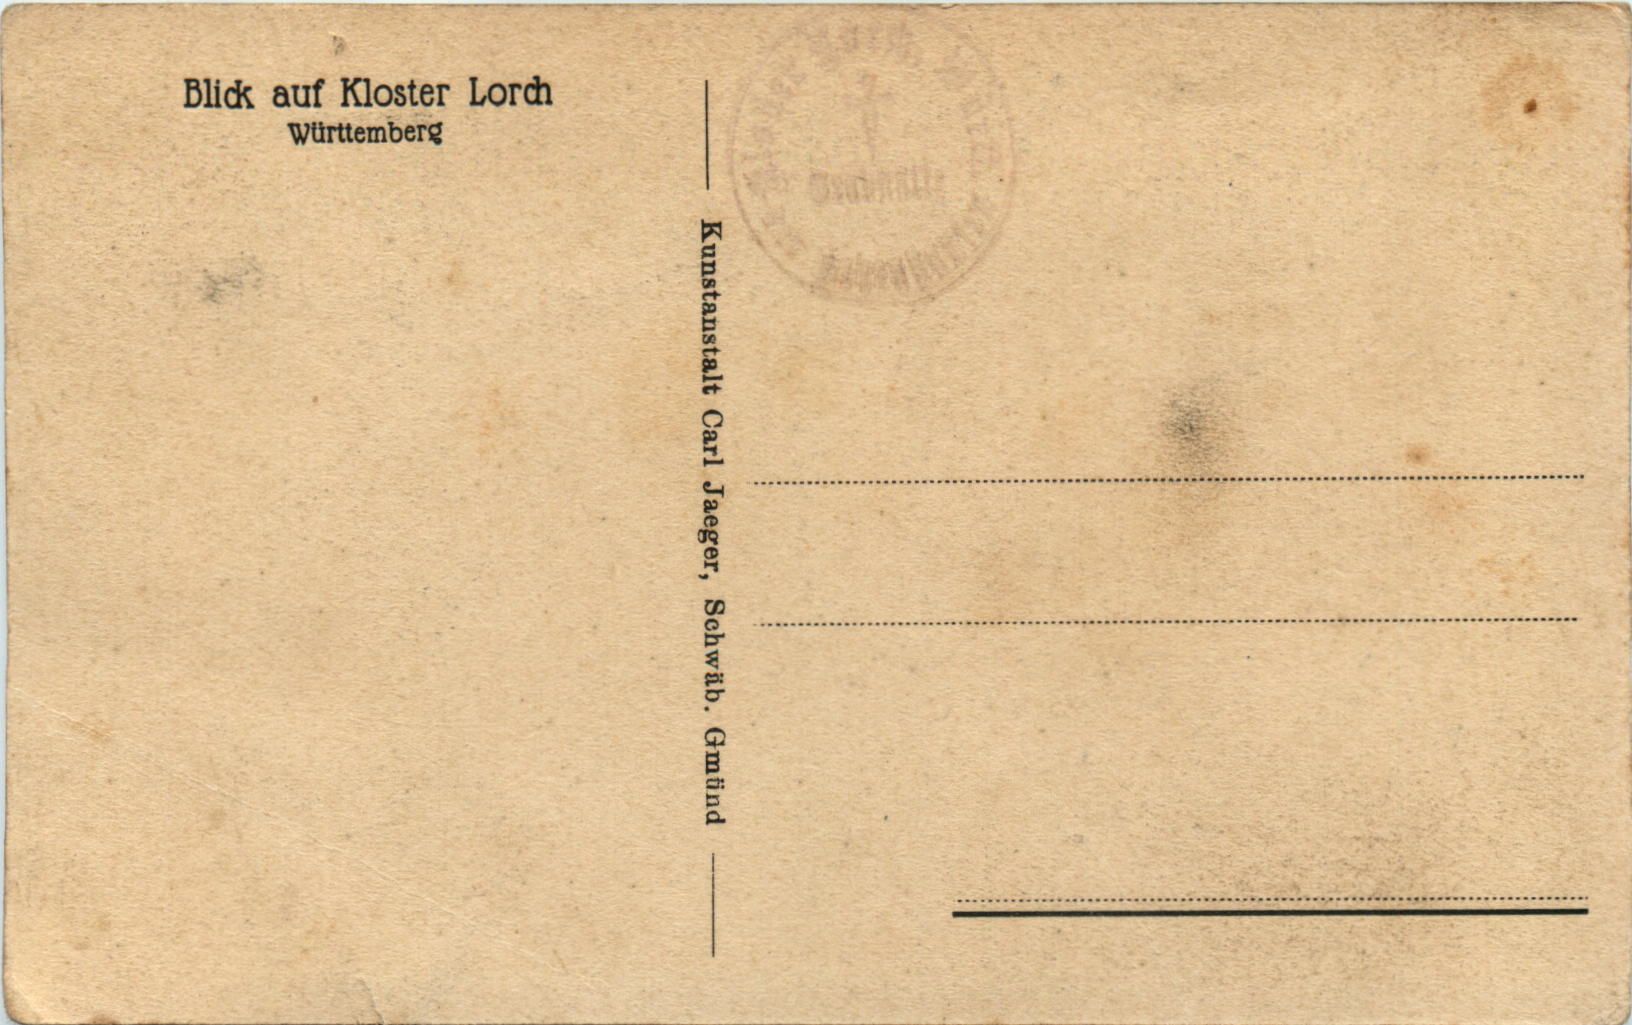 Blick auf Kloster Lorch
Württemberg
Kunstanstalt Carl Jaeger, Schwäb. Gmünd